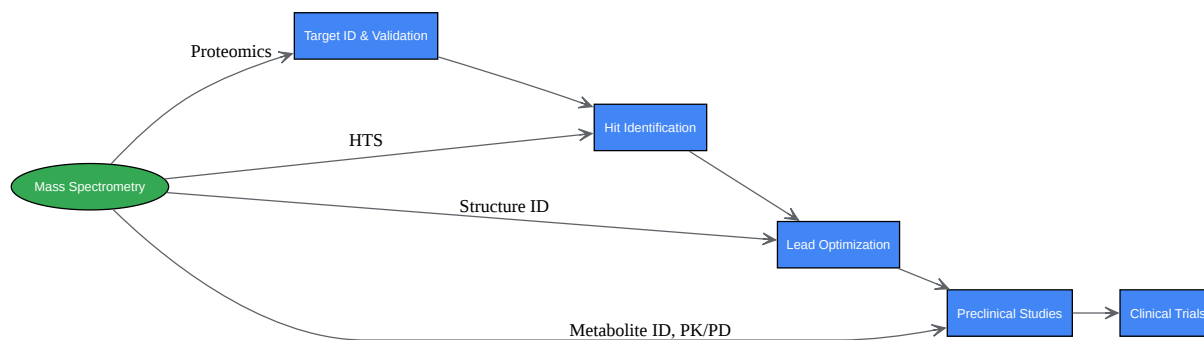 Target ID & Validation
Proteomics
Hit Identification
HTS
Mass Spectrometry
Structure ID
Lead Optimization
Preclinical Studies
Clinical Trials
Metabolite ID, PK/PD